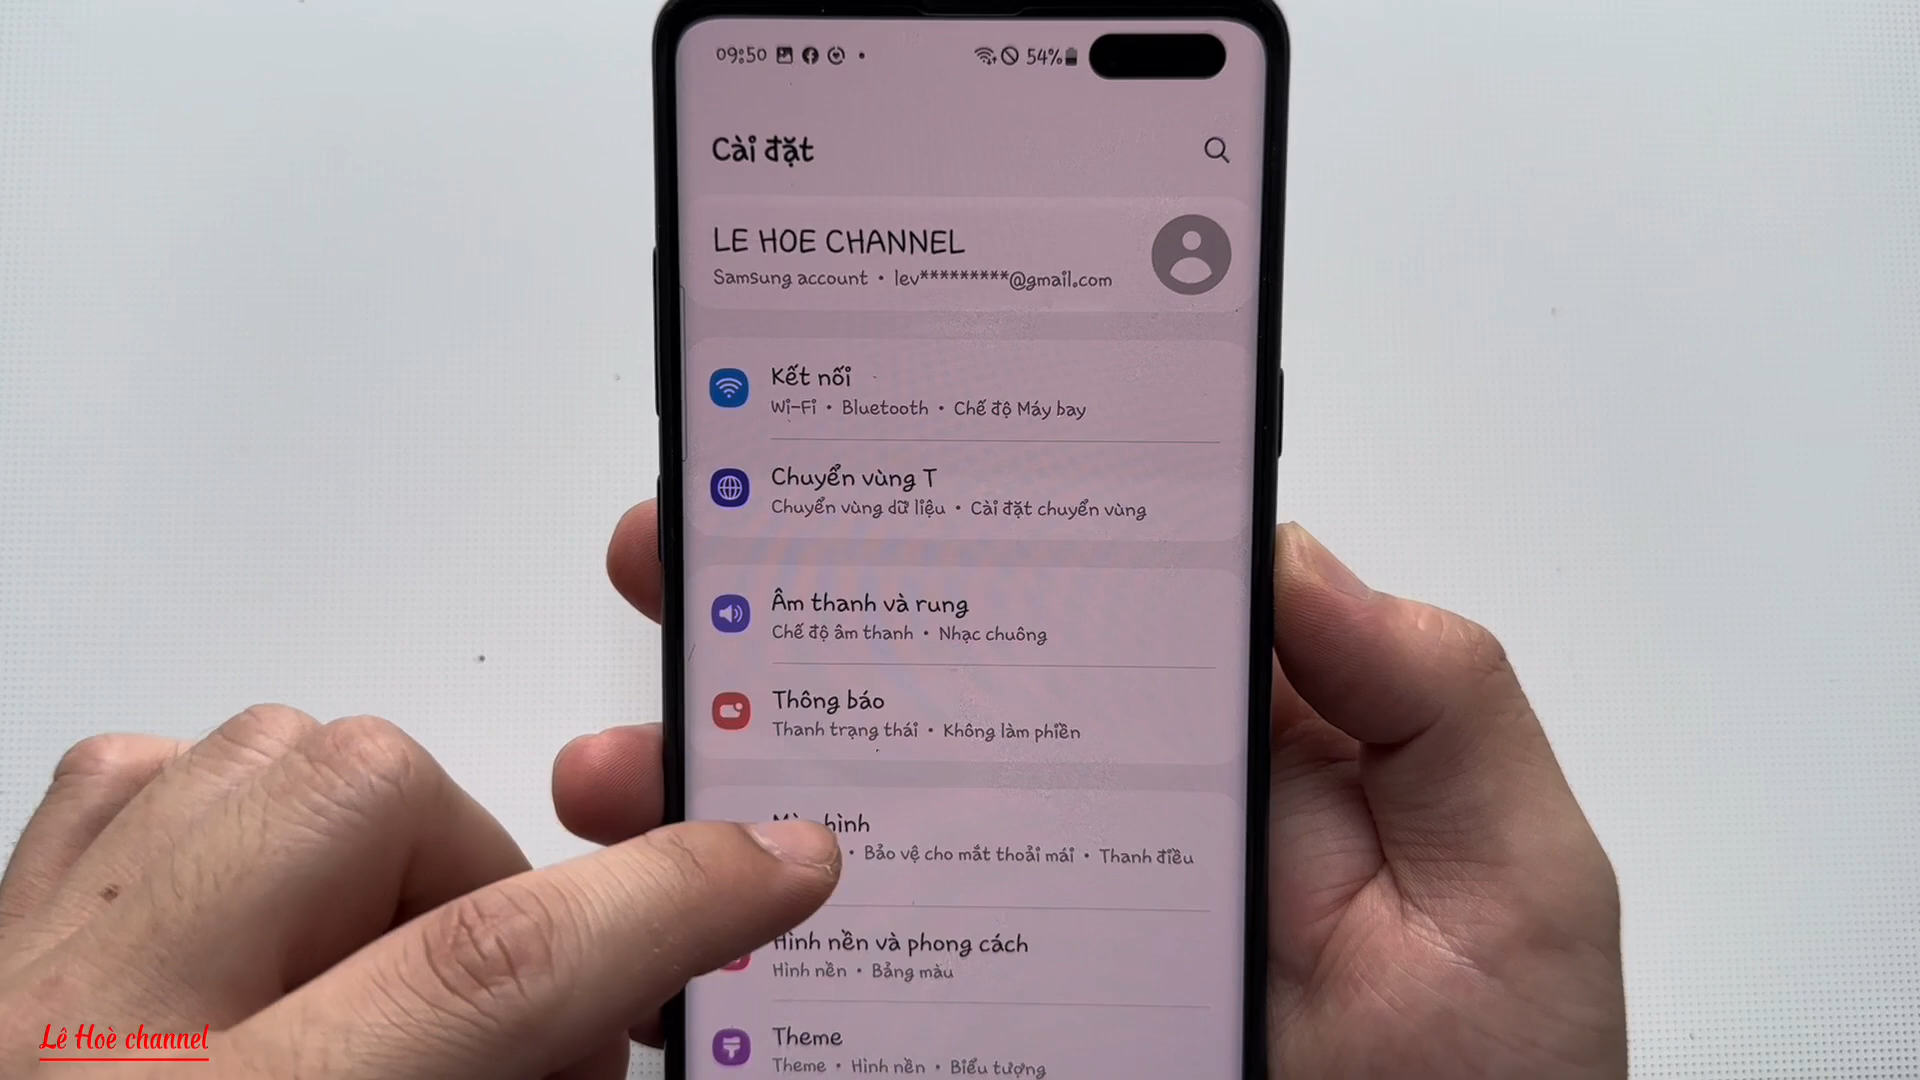 09:50
54%
Cài đặt
LE HOE CHANNEL
Samsung account • lev*********@gmail.com
Kết nối
Wi-Fi • Bluetooth • Chế độ Máy bay
Chuyển vùng T
Chuyển vùng dữ liệu • Cài đặt chuyển vùng
Âm thanh và rung
Chế độ âm thanh • Nhạc chuông
Thông báo
Thanh trạng thái • Không làm phiền
hình
• Bảo vệ cho mắt thoải mái • Thanh điều
Hình nền và phong cách
Hình nền • Bảng màu
Theme
Theme • Hình nền • Biểu tượng
Lê Hoè channel